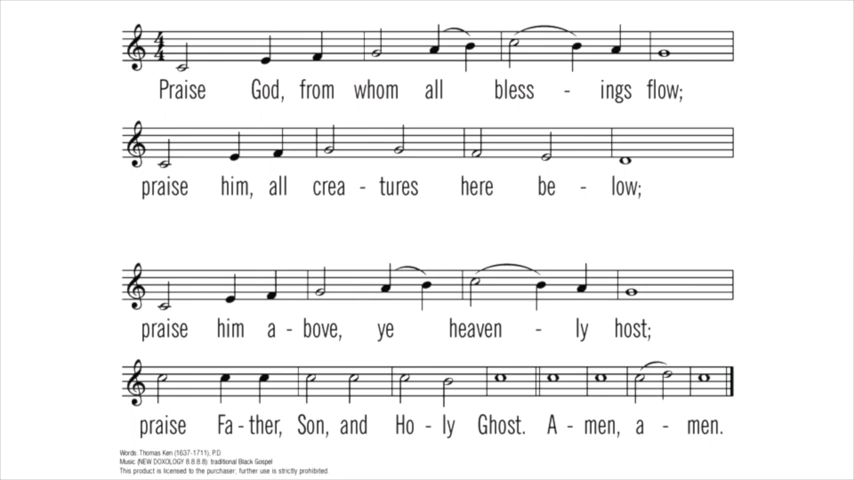 Praise God, from whom all bless - ings flow;
praise him, all crea - tures here be - low;
praise him a - bove, ye heaven - ly host;
praise Fa - ther, Son, and Ho - ly Ghost. A - men, a - men.
Words: Thomas Ken (1637-1711), P.D.
Music (NEW DOXOLOGY 8.8.8.8) traditional Black Gospel
This product is licensed to the purchaser; further use is strictly prohibited.